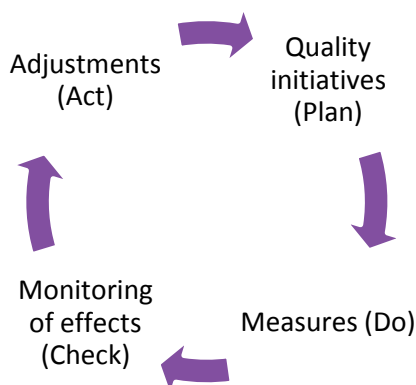 Adjustments
(Act)
Quality
initiatives
(Plan)
Measures (Do)
Monitoring
of effects
(Check)